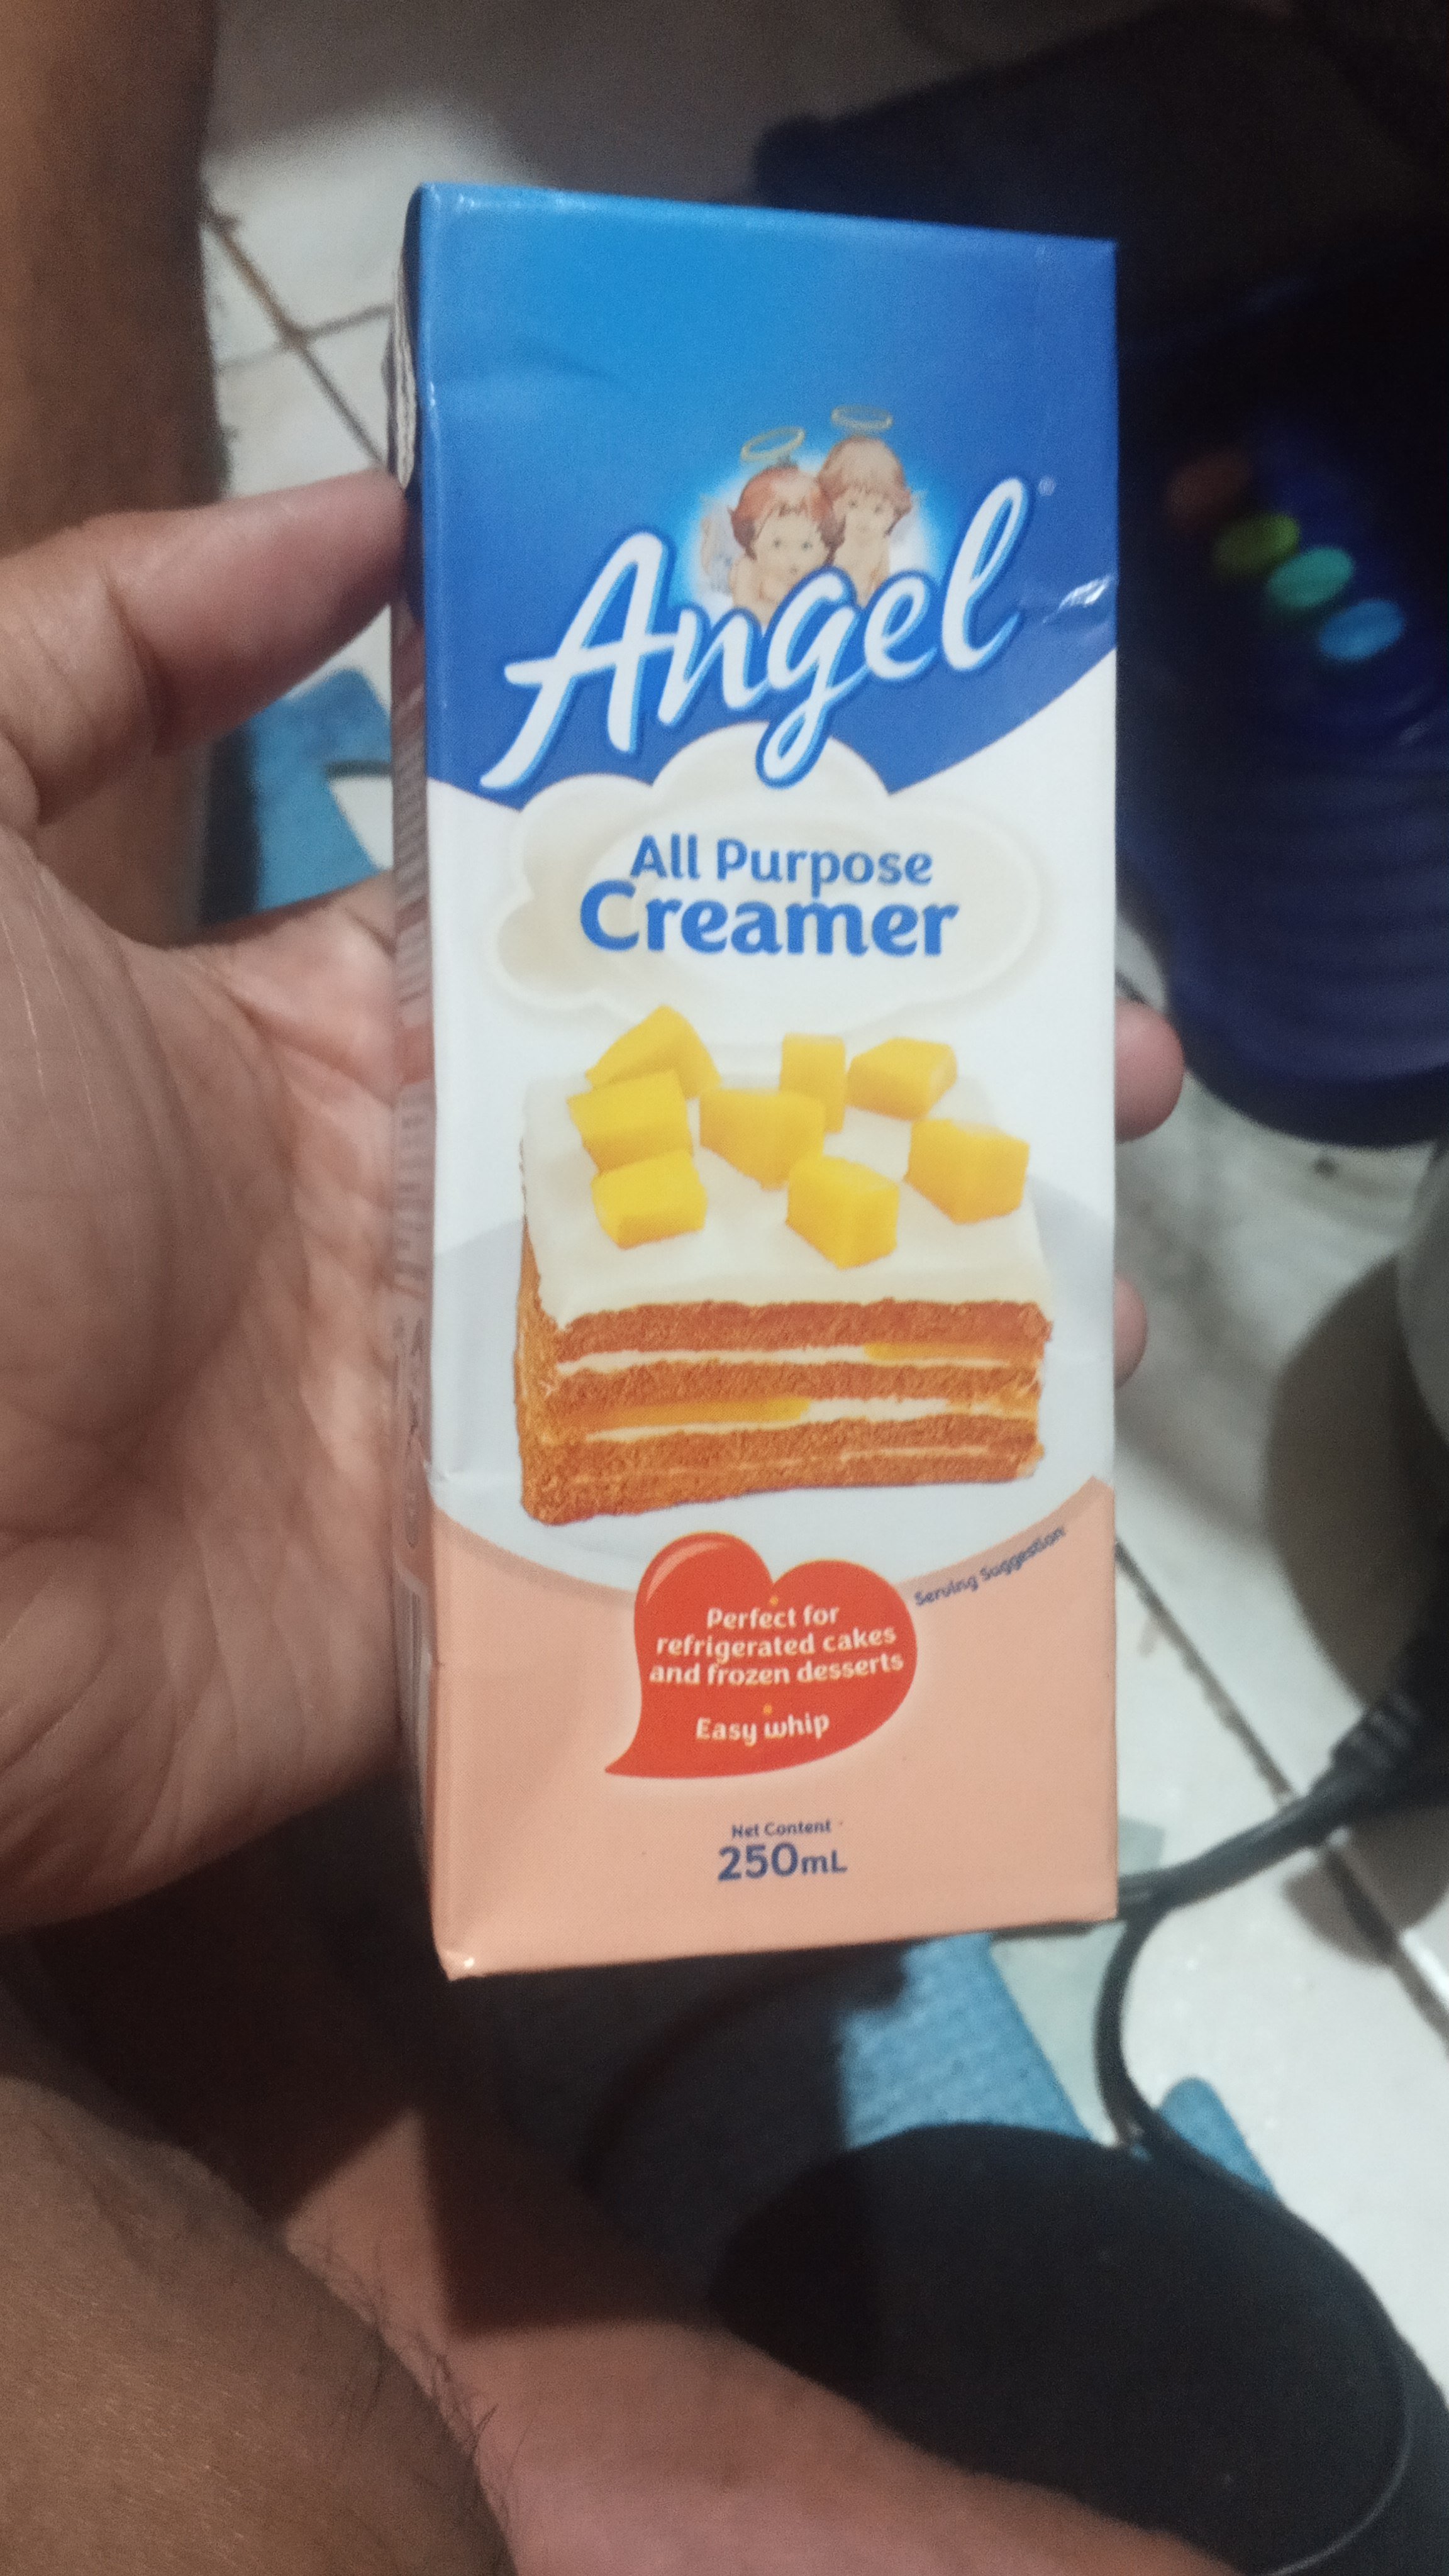 Angel®
All Purpose
Creamer
Serving Suggestion
Perfect for
refrigerated cakes
and frozen desserts
Easy whip
Net Content
250mL